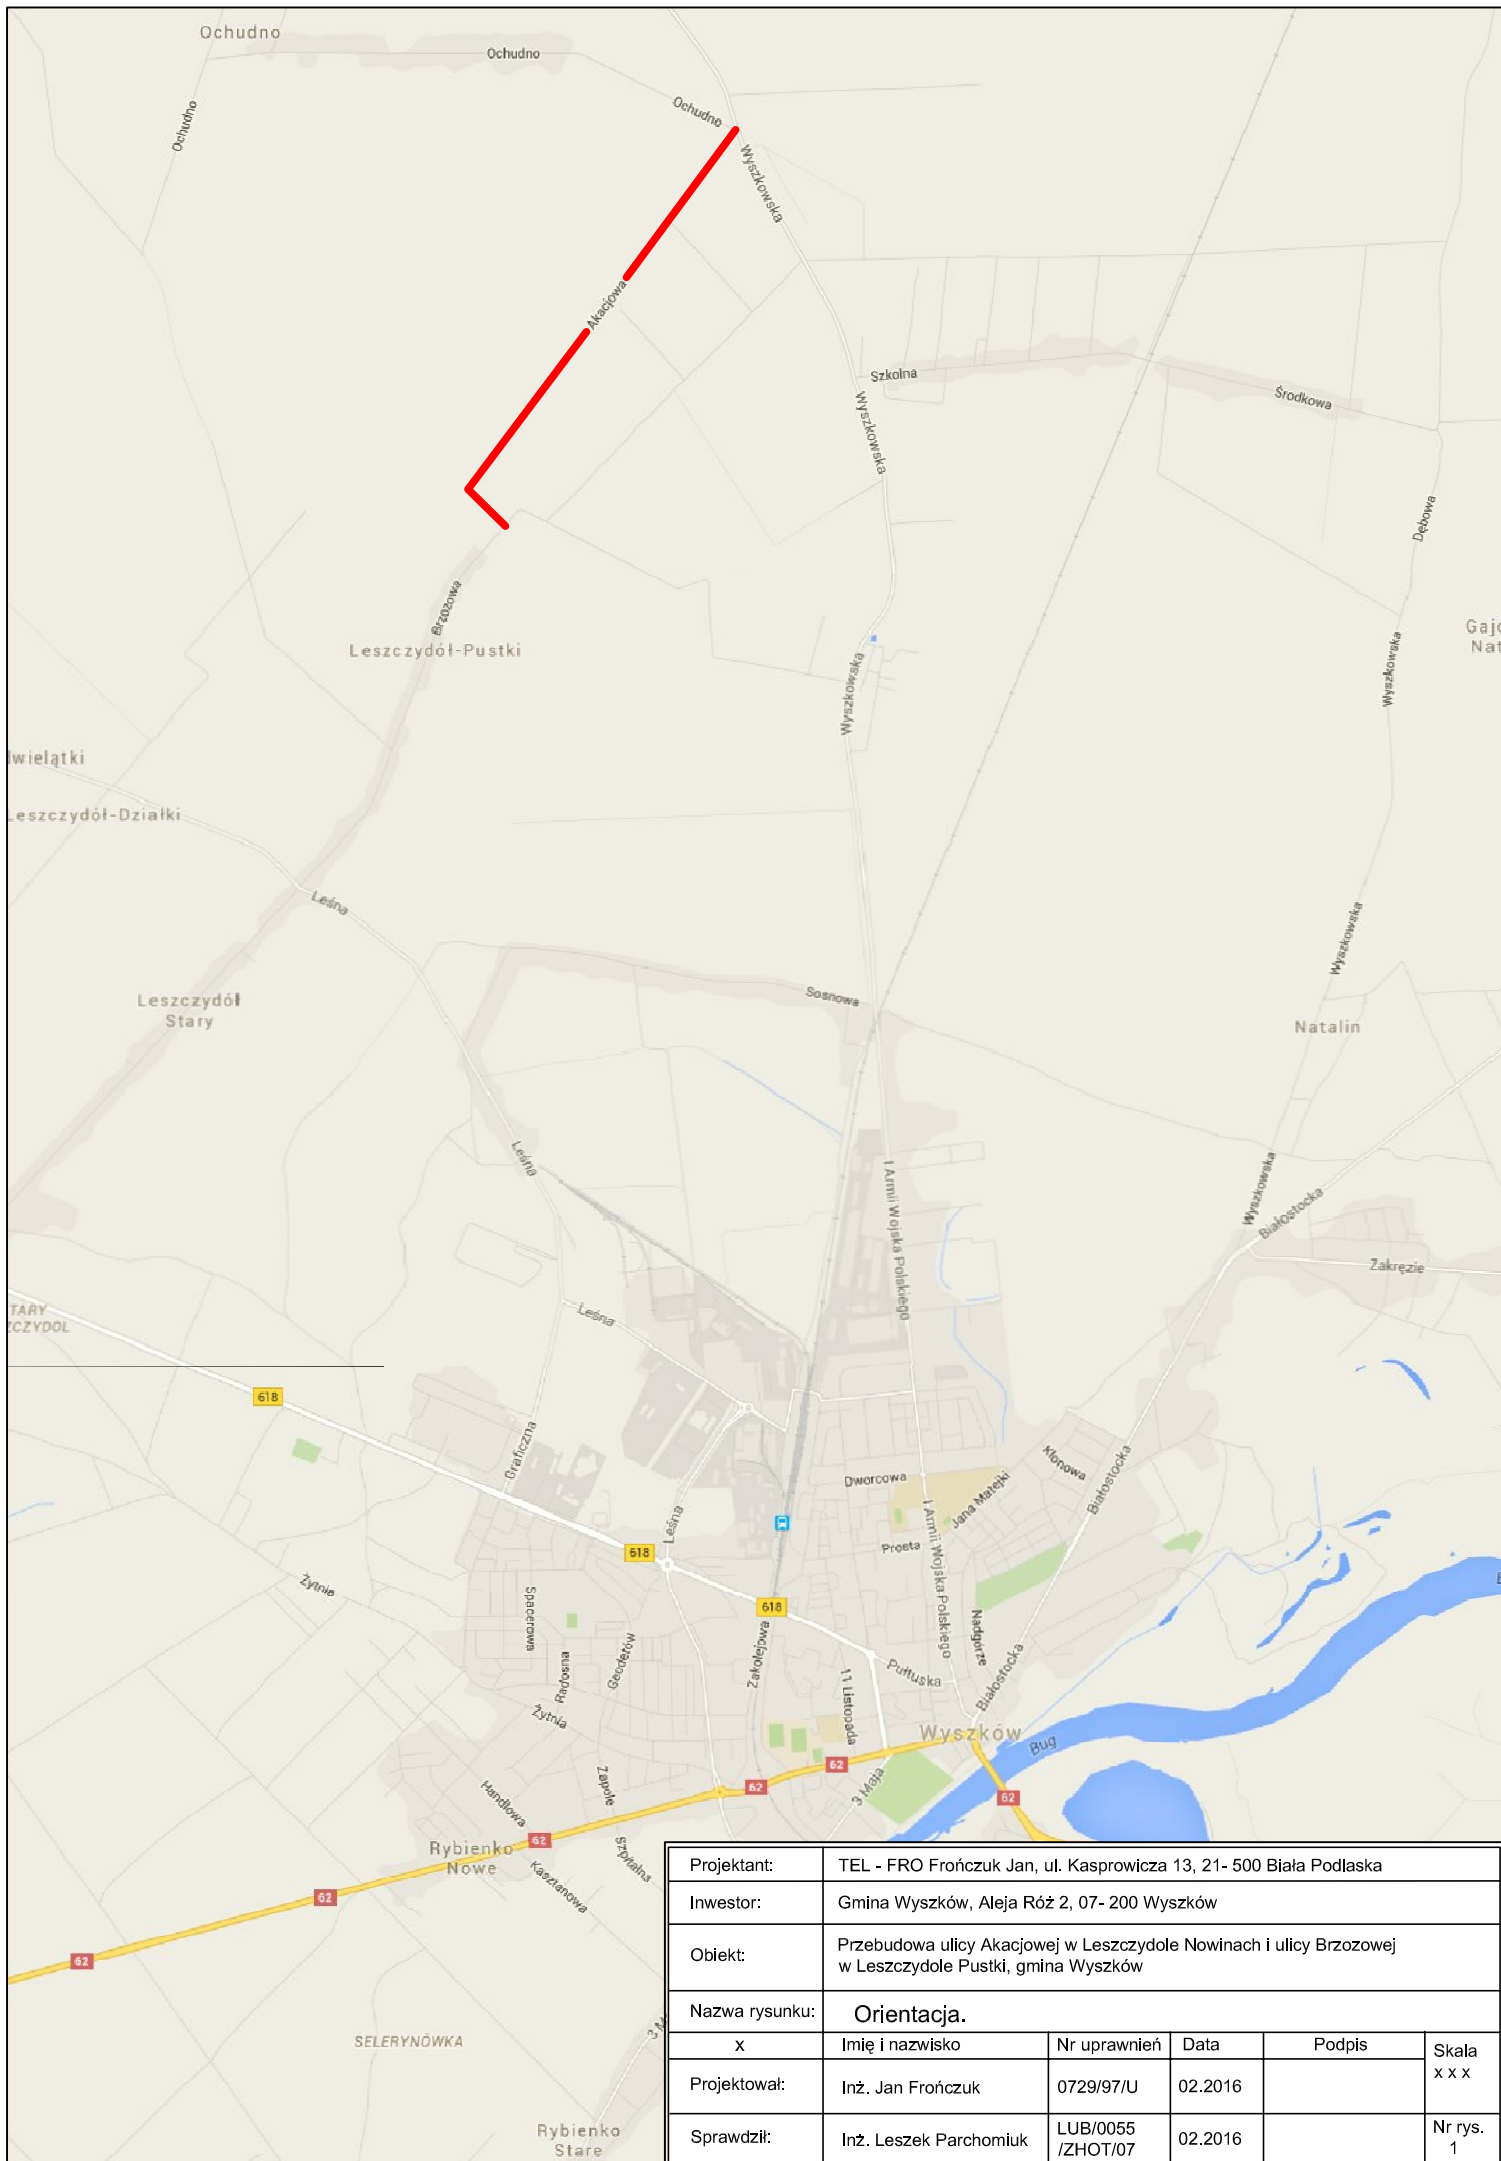 Ochudno
Ochudno
Ochudno
Ochudno
Wyszkowska
Akacjowa
Szkolna
Środkowa
Wyszkowska
Dębowa
Brzozowa
Leszczydół-Pustki
Wyszkowska
Wyszkowska
Gajo
Nat
lwielątki
Leszczydół-Działki
Leśna
Wyszkowska
Leszczydół
Stary
Sosnowa
Natalin
Leśna
I Armii Wojska Polskiego
Wyszkowska
Białostocka
Zakręzie
TARY
ZCZYDÓL
Leśna
618
Graficzna
Dworcowa
Jana Matejki
Klonowa
Białostocka
Leśna
I Armii Wojska Polskiego
Prosta
618
Żytnia
Spacerowa
618
Nadgórze
Geodetów
Radosna
Zakolejowa
11 Listopada
Pułtuska
Białostocka
Żytnia
Wyszków
Bug
62
62
62
3 Maja
Zapole
Handlowa
62
Rybienko
Nowe
Szpitalna
Kasztanowa
62
62
SELERYNÓWKA
3 M
Rybienko
Stare
Projektant: TEL - FRO Frończuk Jan, ul. Kasprowicza 13, 21- 500 Biała Podlaska
Inwestor: Gmina Wyszków, Aleja Róż 2, 07- 200 Wyszków
Obiekt: Przebudowa ulicy Akacjowej w Leszczydole Nowinach i ulicy Brzozowej
w Leszczydole Pustki, gmina Wyszków
Nazwa rysunku: Orientacja.
x Imię i nazwisko Nr uprawnień Data Podpis Skala
x x x
Projektował: Inż. Jan Frończuk 0729/97/U 02.2016
Sprawdził: Inż. Leszek Parchomiuk LUB/0055
/ZHOT/07 02.2016 Nr rys.
1